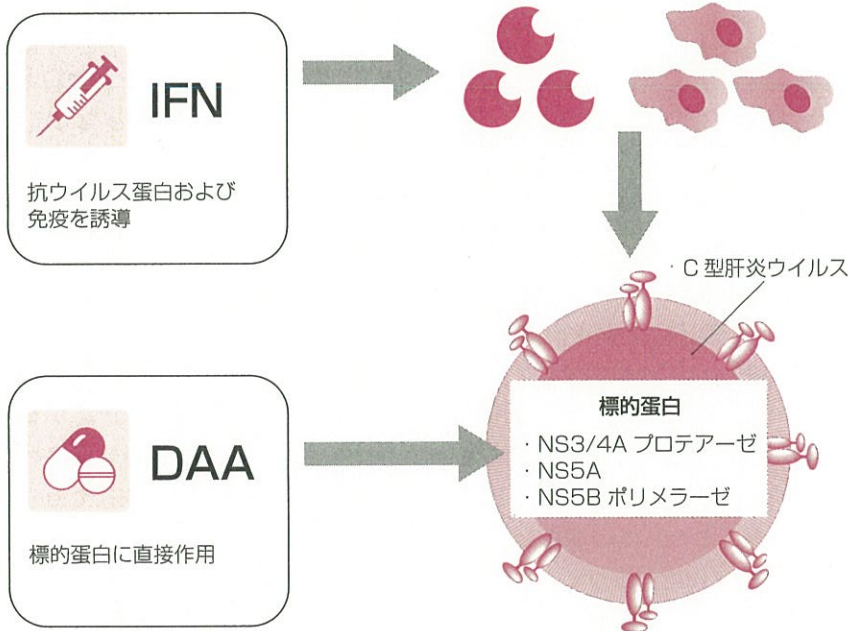 IFN
抗ウイルス蛋白および
免疫を誘導
・C 型肝炎ウイルス
標的蛋白
・NS3/4A プロテアーゼ
・NS5A
・NS5B ポリメラーゼ
DAA
標的蛋白に直接作用